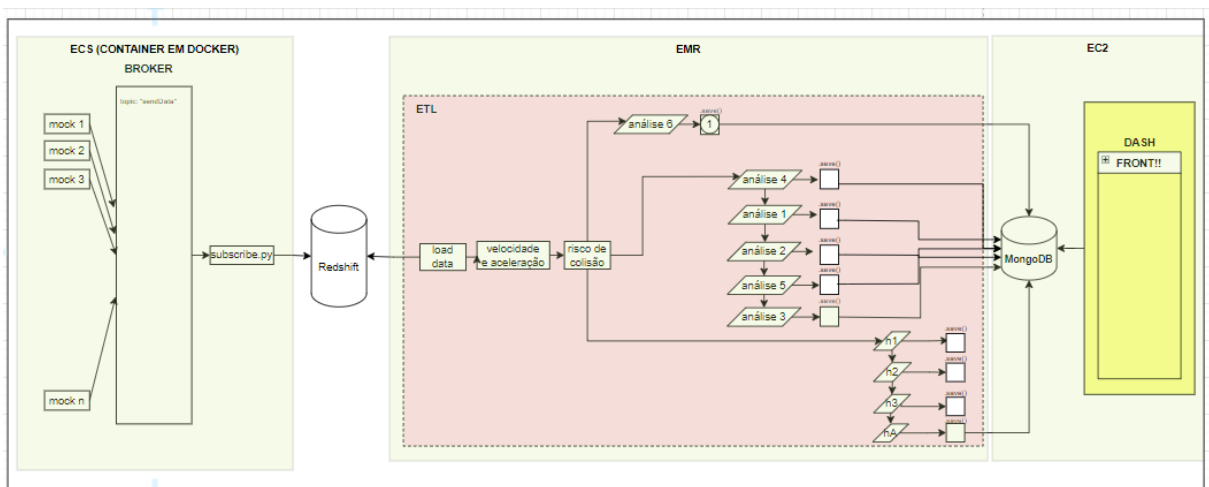 ECS (CONTAINER EM DOCKER)
BROKER
topic: "sendData"
mock 1
mock 2
mock 3
mock n
subscribe.py
Redshift
EMR
ETL
load
data
velocidade
e aceleração
risco de
colisão
análise 6
.save()
1
análise 4
.save()
análise 1
.save()
análise 2
.save()
análise 5
.save()
análise 3
.save()
h1
.save()
h2
.save()
h3
.save()
hA
.save()
EC2
MongoDB
DASH
FRONT!!